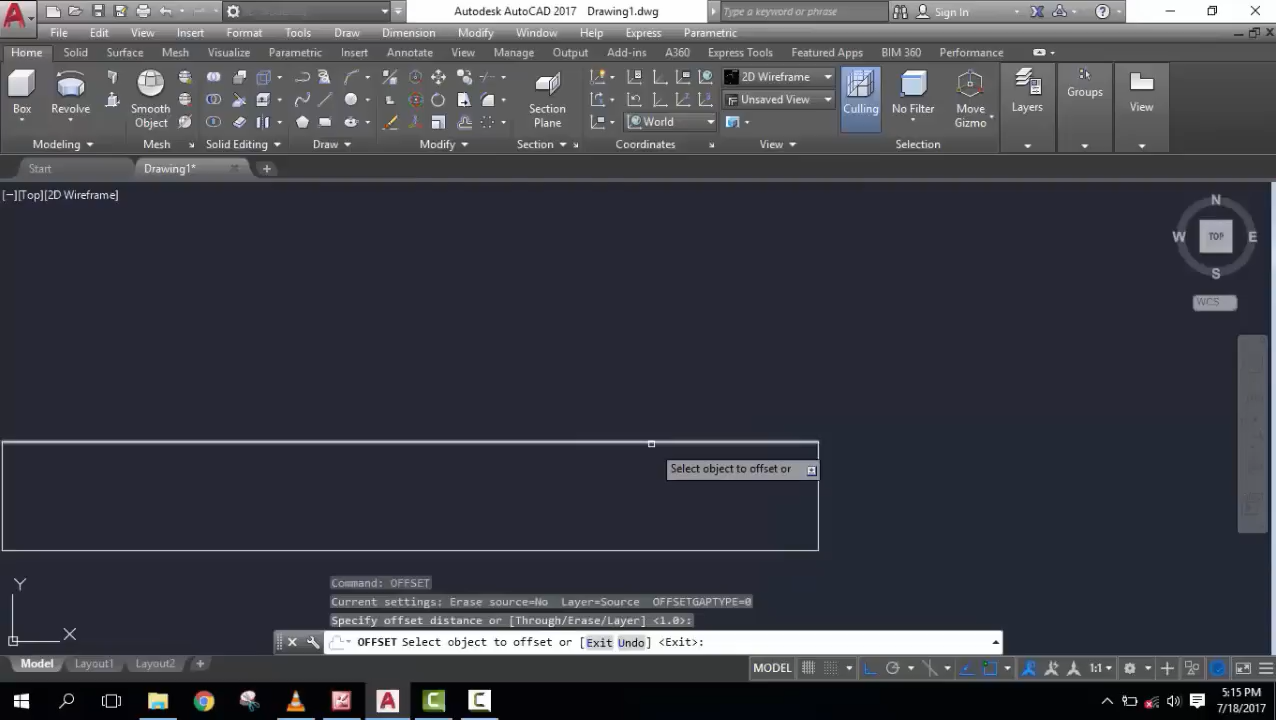 Autodesk AutoCAD 2017 Drawing1.dwg
Type a keyword or phrase
Sign In
File Edit View Insert Format Tools Draw Dimension Modify Window Help Express Parametric
Home Solid Surface Mesh Visualize Parametric Insert Annotate View Manage Output Add-ins A360 Express Tools Featured Apps BIM 360 Performance
2D Wireframe
Unsaved View
World
Box
Revolve
Smooth
Object
Section
Plane
Culling
No Filter
Move
Gizmo
Layers
Groups
View
Modeling Mesh Solid Editing Draw Modify Section Coordinates View Selection
Start Drawing1*
[−][Top][2D Wireframe]
N
W TOP E
S
WCS
Select object to offset or
Command: OFFSET
Current settings: Erase source=No Layer=Source OFFSETGAPTYPE=0
Specify offset distance or [Through/Erase/Layer] <1.0>:
OFFSET Select object to offset or [Exit Undo] <Exit>:
Y
X
Model Layout1 Layout2
MODEL
1:1
5:15 PM
7/18/2017